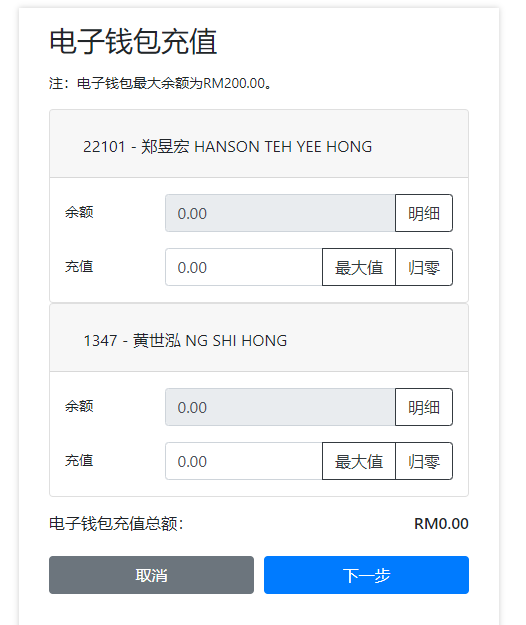 电子钱包充值
注：电子钱包最大余额为RM200.00。
22101 - 郑昱宏 HANSON TEH YEE HONG
余额 0.00 明细
充值 0.00 最大值 归零
1347 - 黄世泓 NG SHI HONG
余额 0.00 明细
充值 0.00 最大值 归零
电子钱包充值总额： RM0.00
取消 下一步